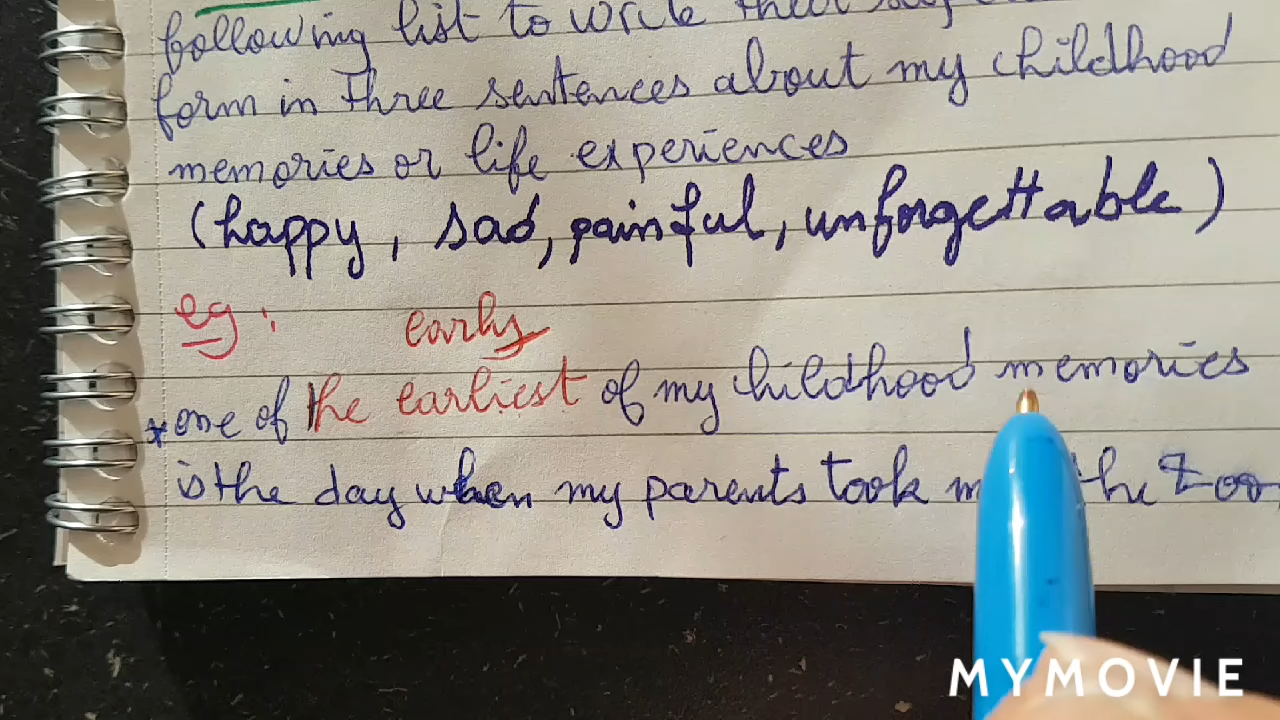 following list to write their
form in three sentences about my childhood
memories or life experiences
(happy, sad, painful, unforgettable)
eg:
early
* one of the earliest of my childhood memories
is the day when my parents took the zoo
MYMOVIE